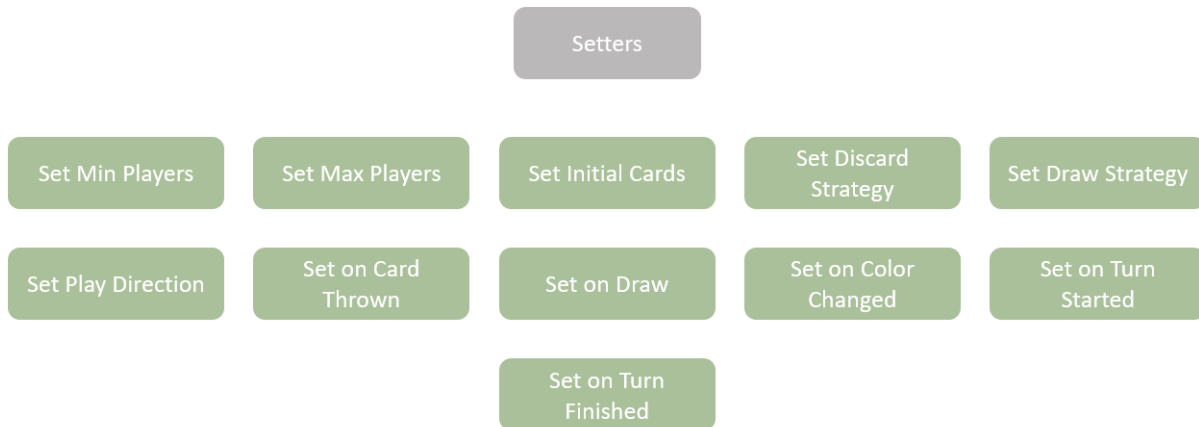 Setters
Set Min Players
Set Max Players
Set Initial Cards
Set Discard
Strategy
Set Draw Strategy
Set Play Direction
Set on Card
Thrown
Set on Draw
Set on Color
Changed
Set on Turn
Started
Set on Turn
Finished